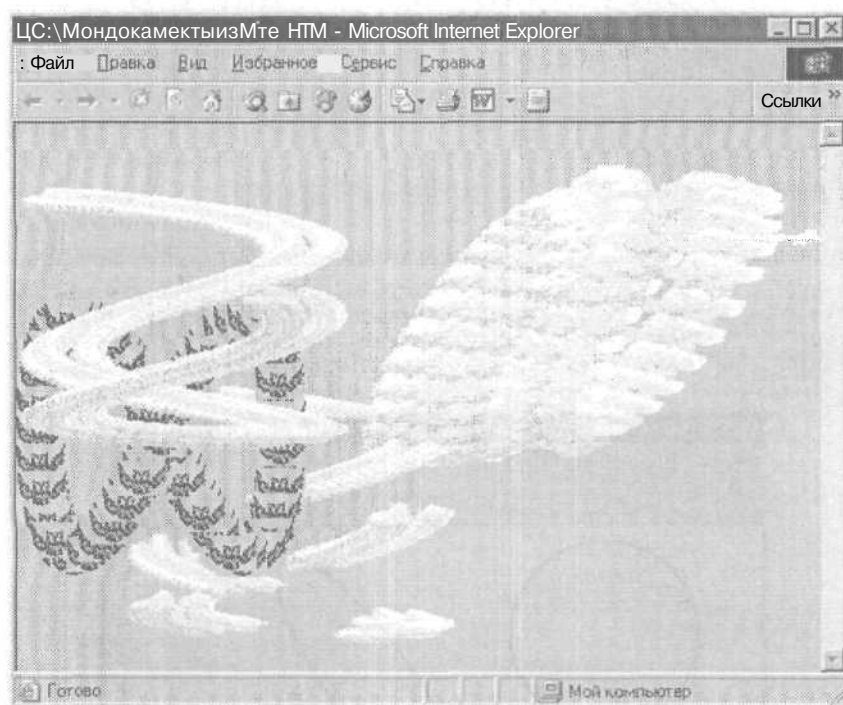 ЦС:\МондокамектыизМте НТМ - Microsoft Internet Explorer
: Файл Правка Вид Избранное Сервис Справка
Ссылки »
Готово Мой компьютер